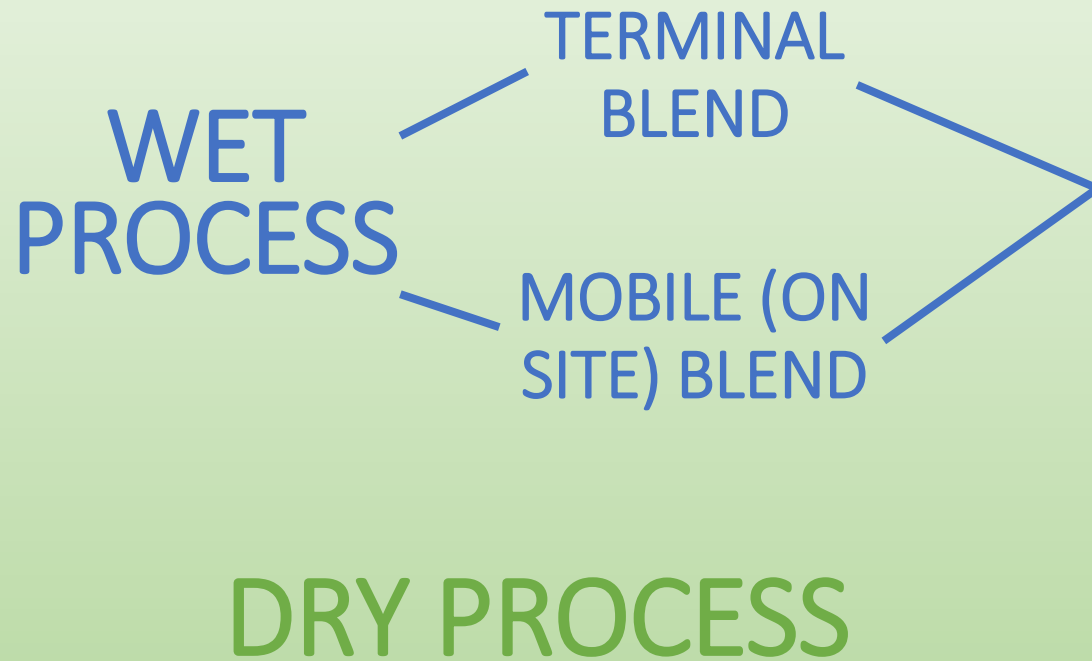 WET
PROCESS
TERMINAL
BLEND
MOBILE (ON
SITE) BLEND
DRY PROCESS